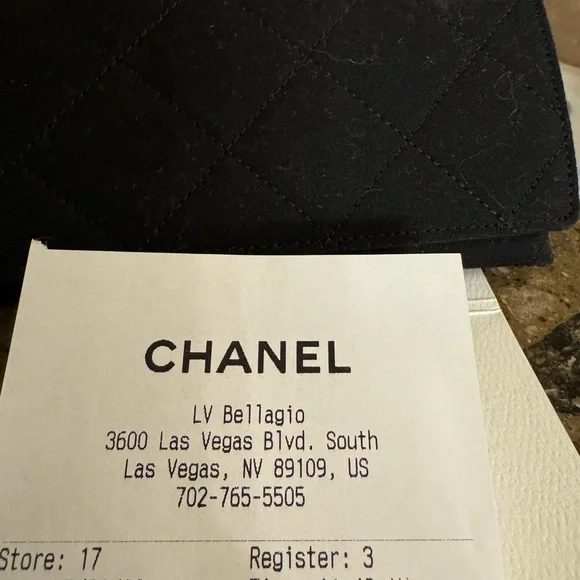 CHANEL
LV Bellagio
3600 Las Vegas Blvd. South
Las Vegas, NV 89109, US
702-765-5505
Store: 17 Register: 3